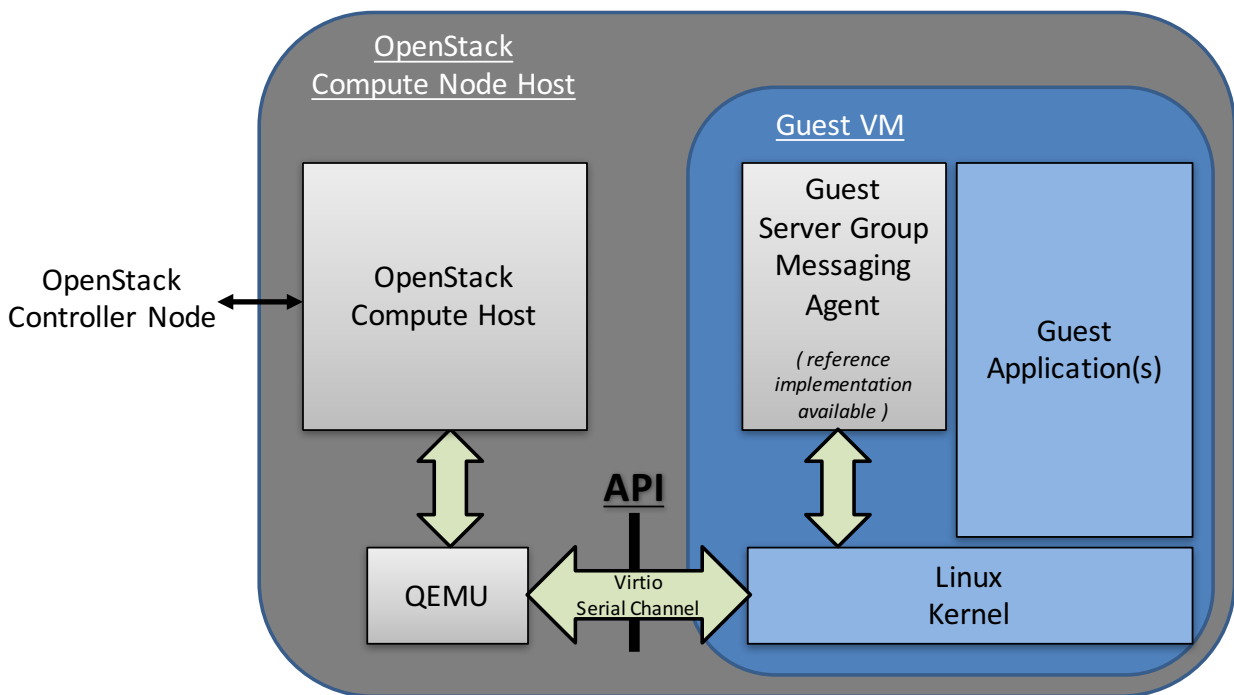 OpenStack
Compute Node Host
Guest VM
OpenStack
Controller Node
OpenStack
Compute Host
Guest
Server Group
Messaging
Agent
( reference
implementation
available )
Guest
Application(s)
API
QEMU
Virtio
Serial Channel
Linux
Kernel